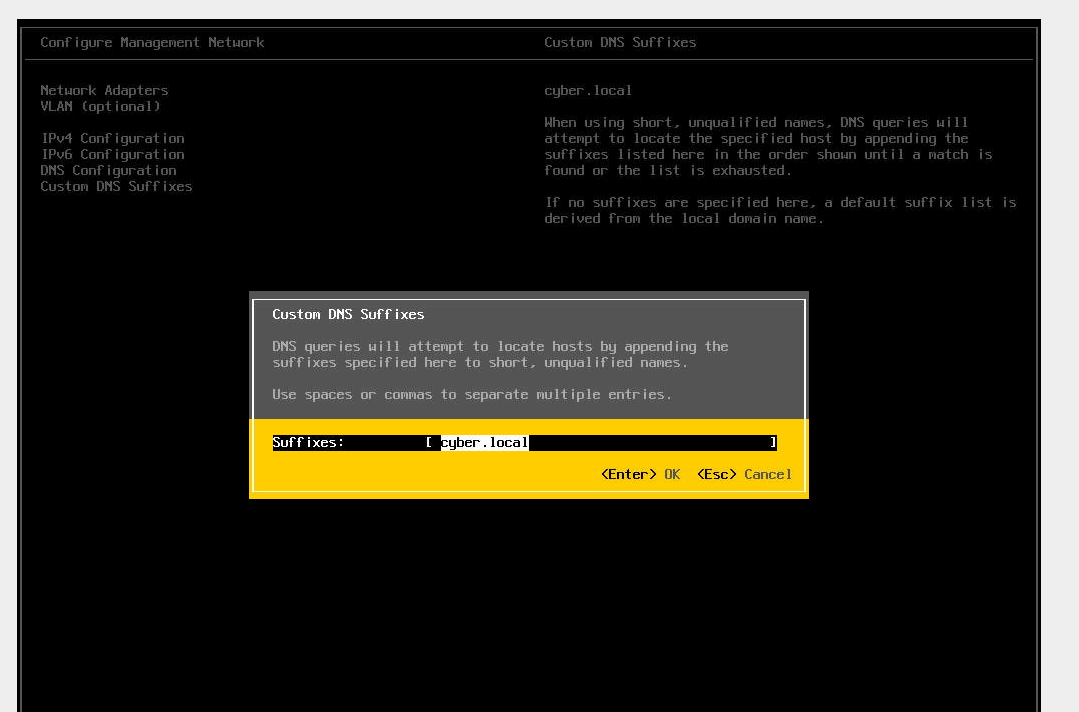 Configure Management Network
Custom DNS Suffixes
Network Adapters
VLAN (optional)
IPv4 Configuration
IPv6 Configuration
DNS Configuration
Custom DNS Suffixes
cyber.local
When using short, unqualified names, DNS queries will
attempt to locate the specified host by appending the
suffixes listed here in the order shown until a match is
found or the list is exhausted.
If no suffixes are specified here, a default suffix list is
derived from the local domain name.
Custom DNS Suffixes
DNS queries will attempt to locate hosts by appending the
suffixes specified here to short, unqualified names.
Use spaces or commas to separate multiple entries.
Suffixes: [ cyber.local ]
<Enter> OK <Esc> Cancel